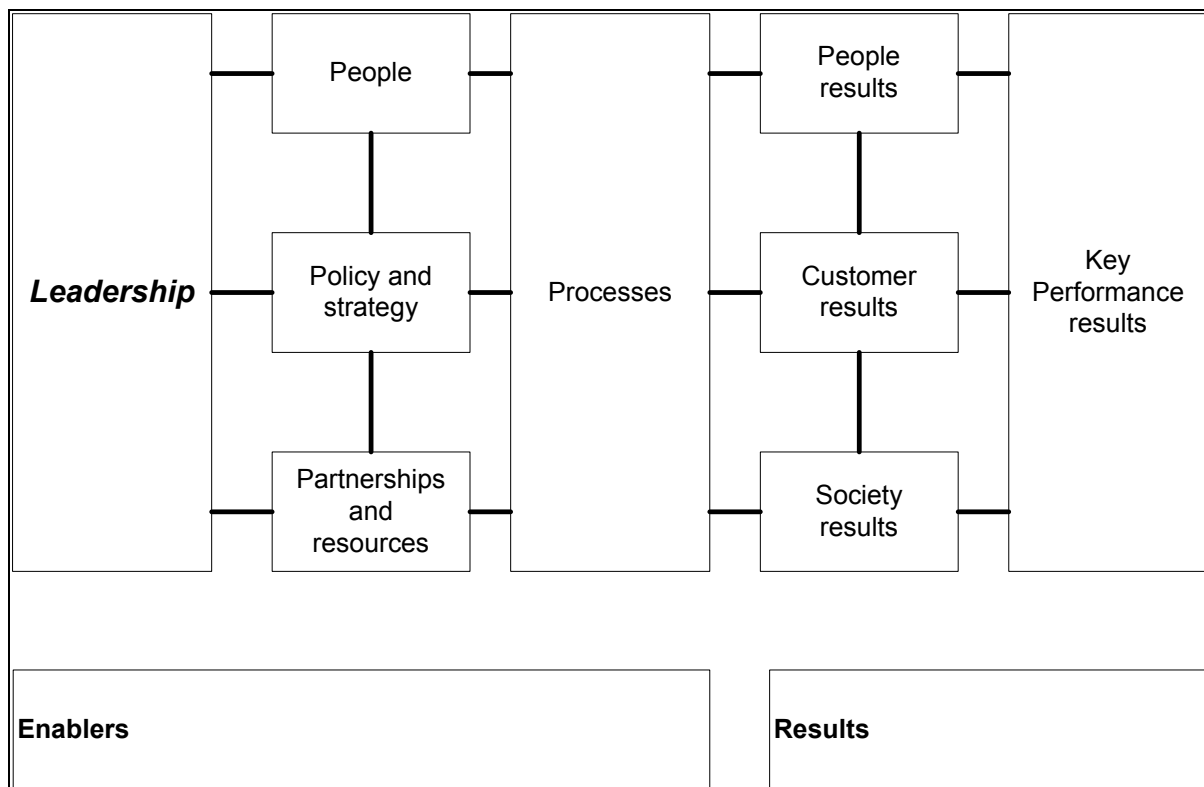 People
People
results
Leadership
Policy and
strategy
Processes
Customer
results
Key
Performance
results
Partnerships
and
resources
Society
results
Enablers
Results